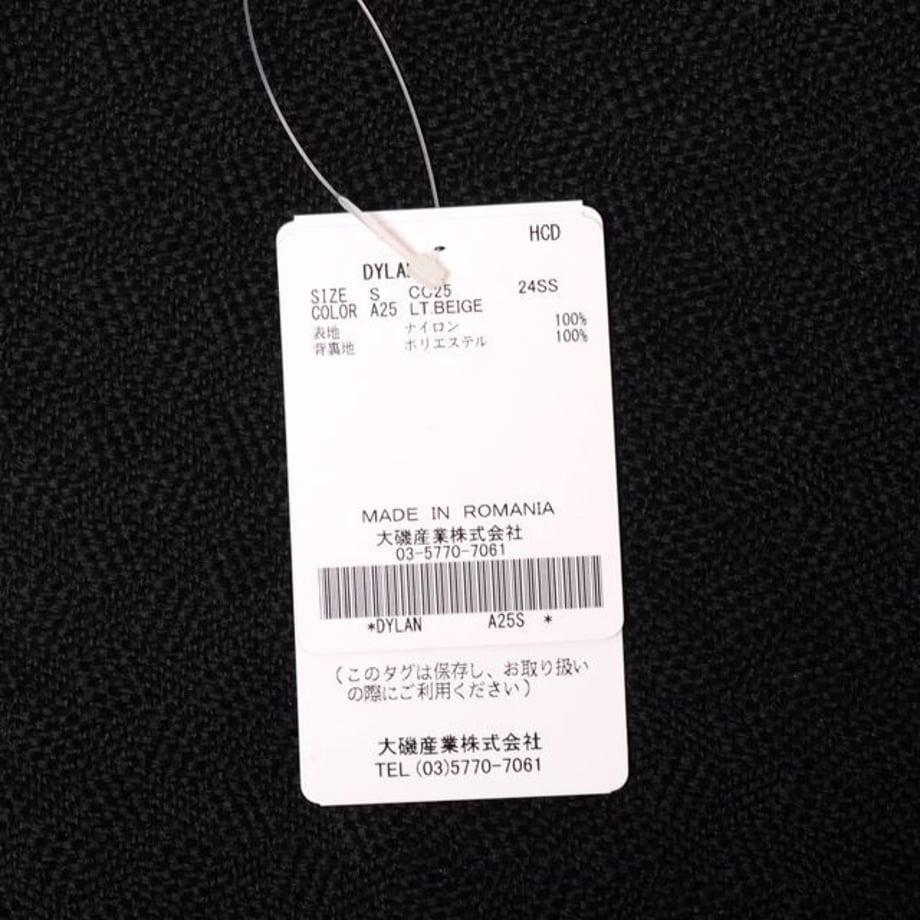 HCD
DYLAN
SIZE S CC25 24SS
COLOR A25 LT.BEIGE
表地 ナイロン 100%
背裏地 ポリエステル 100%
MADE IN ROMANIA
大磯産業株式会社
03-5770-7061
*DYLAN A25S *
(このタグは保存し、お取り扱い
の際にご利用ください)
大磯産業株式会社
TEL (03)5770-7061